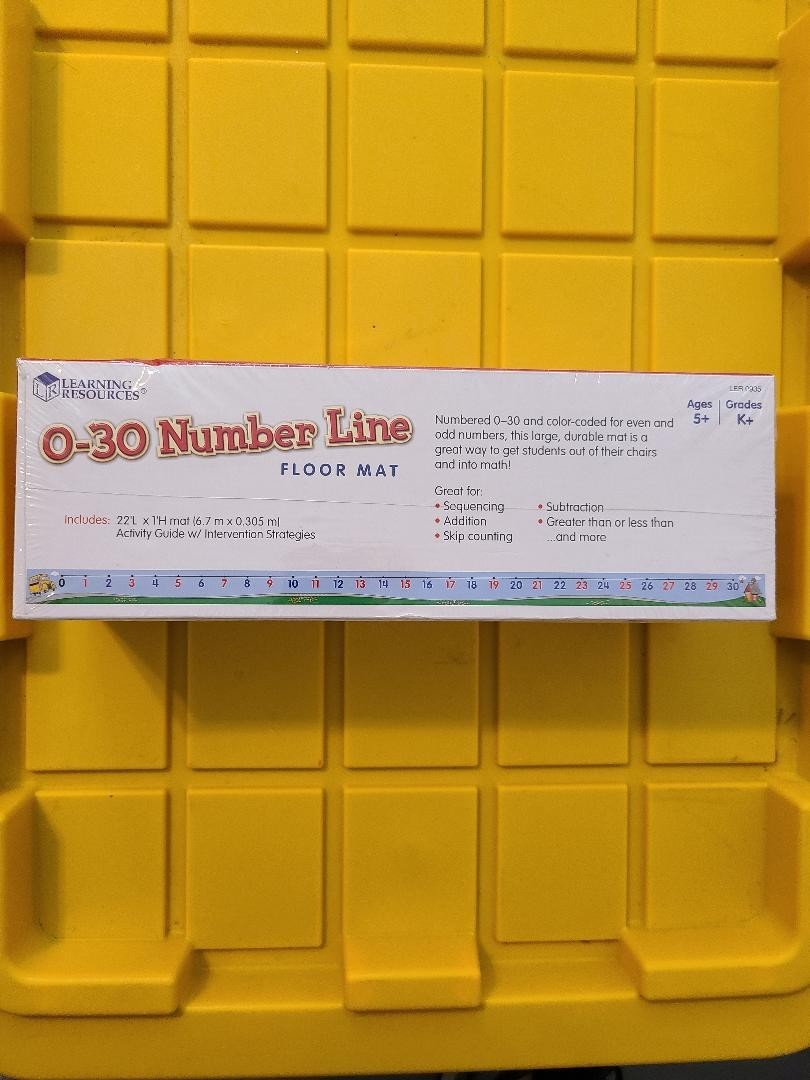 LEARNING
RESOURCES®
LER 0935
Ages Grades
5+ K+
0-30 Number Line
FLOOR MAT
Includes: 22'L x 1'H mat (6.7 m x 0.305 m)
Activity Guide w/ Intervention Strategies
Numbered 0–30 and color-coded for even and
odd numbers, this large, durable mat is a
great way to get students out of their chairs
and into math!
Great for:
• Sequencing
• Addition
• Skip counting
• Subtraction
• Greater than or less than
...and more
0 1 2 3 4 5 6 7 8 9 10 11 12 13 14 15 16 17 18 19 20 21 22 23 24 25 26 27 28 29 30